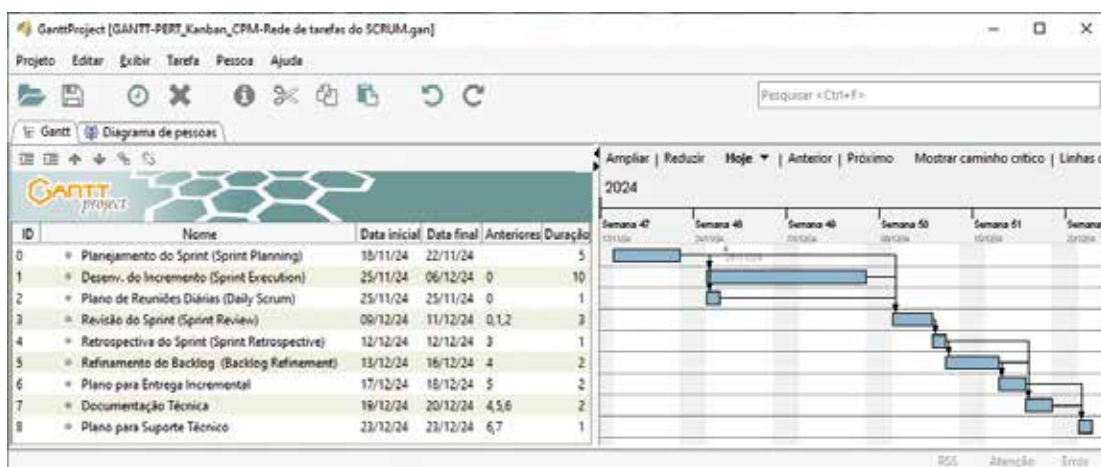 GanttProject [GANTT-PERT_Kanban_CPM-Rede de tarefas do SCRUM.gan]
Projeto Editar Exibir Tarefa Pessoa Ajuda
Pesquisar <Ctrl+F>
Gantt Diagrama de pessoas
Ampliar | Reduzir Hoje ▼ | Anterior | Próximo Mostrar caminho crítico | Linhas
GANTT project
2024
Semana 47 Semana 48 Semana 49 Semana 50 Semana 51 Semana
ID Nome Data inicial Data final Anteriores Duração
0 Planejamento do Sprint (Sprint Planning) 18/11/24 22/11/24 5
1 Desenv. do Incremento (Sprint Execution) 25/11/24 06/12/24 0 10
2 Plano de Reuniões Diárias (Daily Scrum) 25/11/24 25/11/24 0 1
3 Revisão do Sprint (Sprint Review) 09/12/24 11/12/24 0,1,2 3
4 Retrospectiva do Sprint (Sprint Retrospective) 12/12/24 12/12/24 3 1
5 Refinamento do Backlog (Backlog Refinement) 13/12/24 16/12/24 4 2
6 Plano para Entrega Incremental 17/12/24 18/12/24 5 2
7 Documentação Técnica 19/12/24 20/12/24 4,5,6 2
8 Plano para Suporte Técnico 23/12/24 23/12/24 6,7 1
RSS Atenção Errox